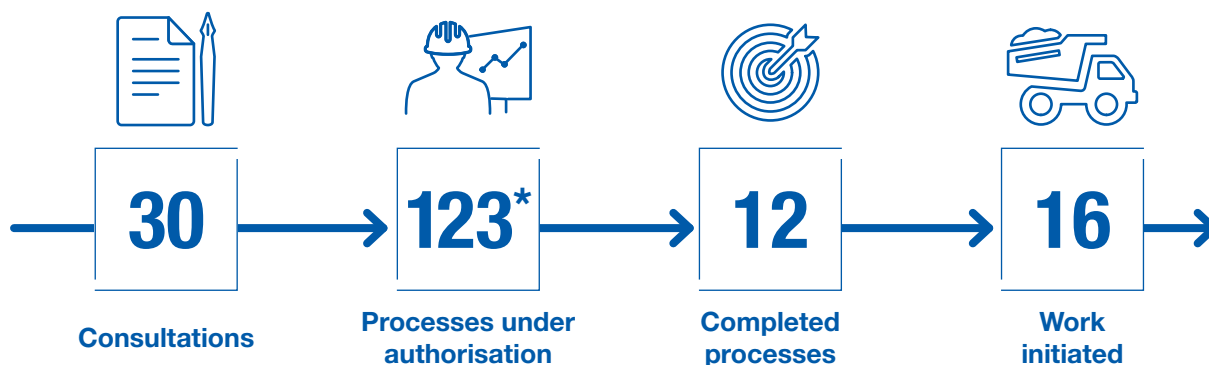 30
123*
12
16
Consultations
Processes under
authorisation
Completed
processes
Work
initiated